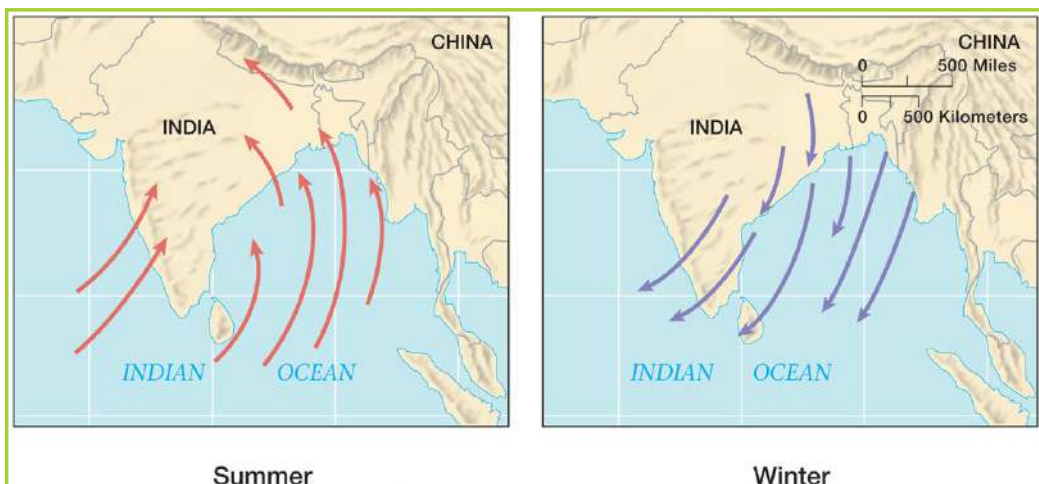 CHINA
INDIA
INDIAN OCEAN
Summer
CHINA
0 500 Miles
0 500 Kilometers
INDIA
INDIAN OCEAN
Winter